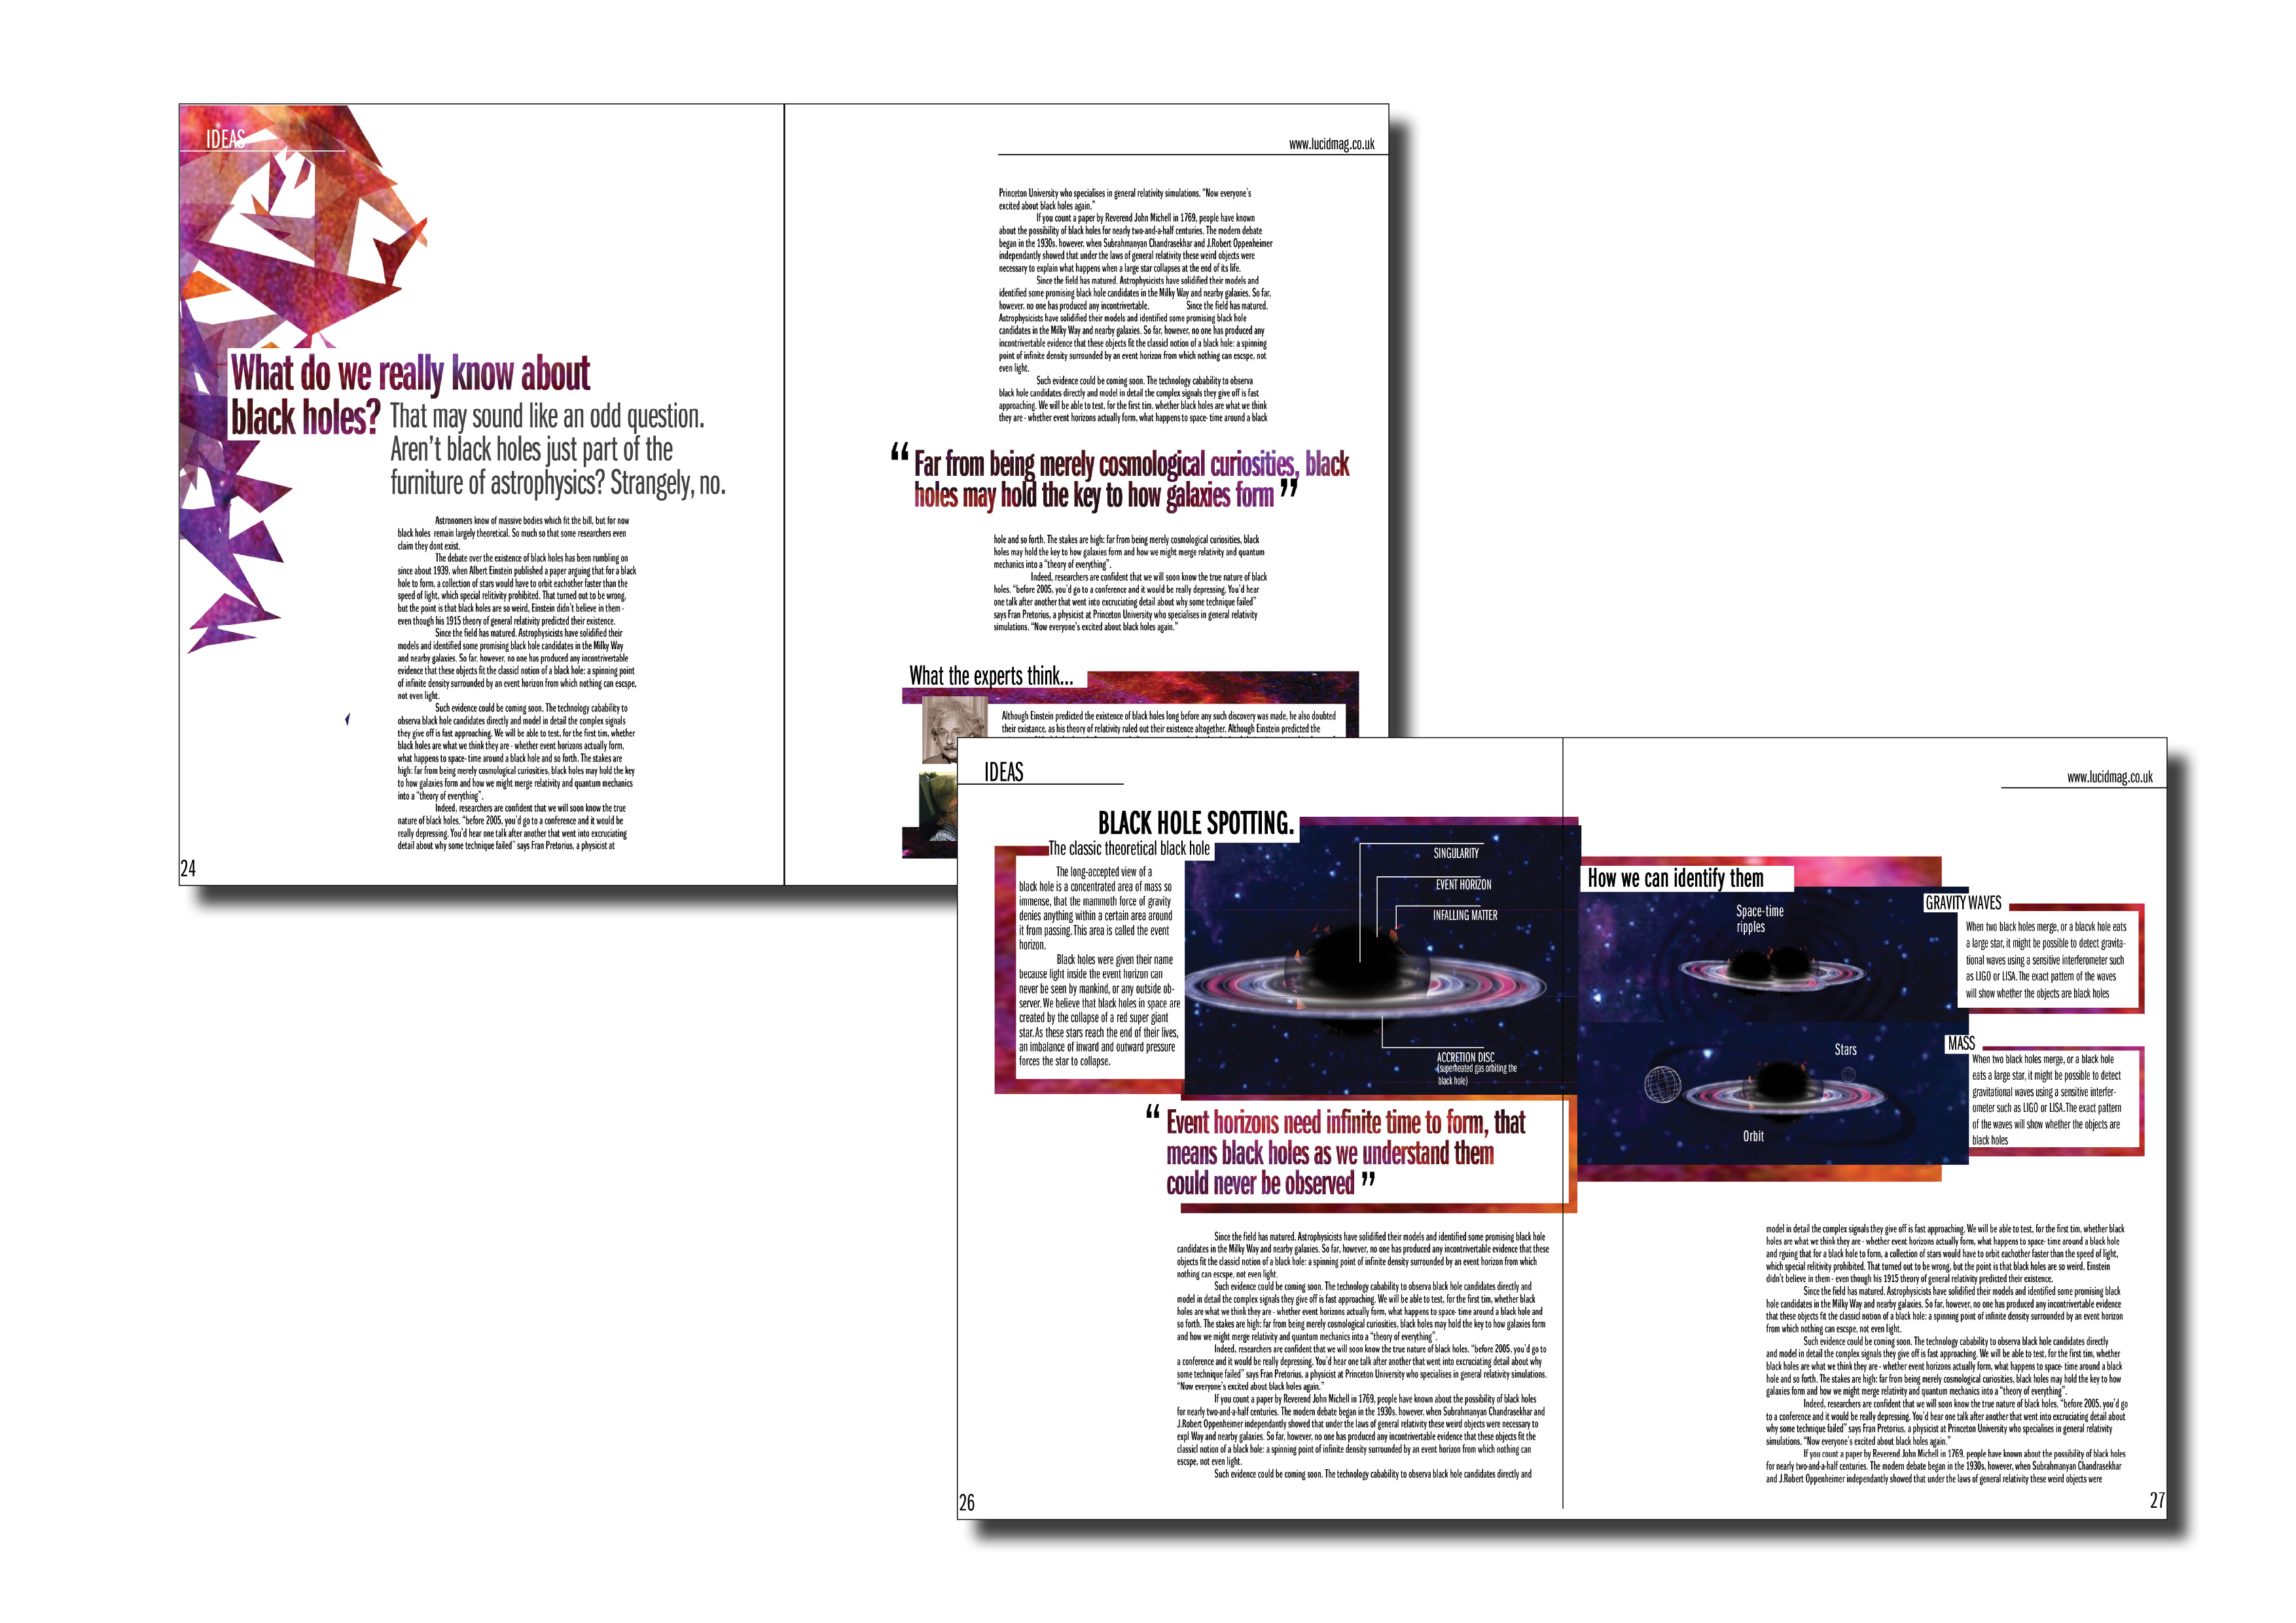 IDEAS
What do we really know about
black holes? That may sound like an odd question.
Aren't black holes just part of the
furniture of astrophysics? Strangely, no.
Astronomers know of massive bodies which fit the bill, but for now
black holes remain largely theoretical. So much so that some researchers even
claim they dont exist.
The debate over the existence of black holes has been rumbling on
since about 1939, when Albert Einstein published a paper arguing that for a black
hole to form, a collection of stars would have to orbit eachother faster than the
speed of light, which special relitivity prohibited. That turned out to be wrong,
but the point is that black holes are so weird, Einstein didn't believe in them -
even though his 1915 theory of general relativity predicted their existence.
Since the field has matured. Astrophysicists have solidified their
models and identified some promising black hole candidates in the Milky Way
and nearby galaxies. So far, however, no one has produced any incontrivertable
evidence that these objects fit the classicl notion of a black hole: a spinning point
of infinite density surrounded by an event horizon from which nothing can escspe,
not even light.
Such evidence could be coming soon. The technology cabability to
observa black hole candidates directly and model in detail the complex signals
they give off is fast approaching. We will be able to test, for the first tim, whether
black holes are what we think they are - whether event horizons actually form,
what happens to space- time around a black hole and so forth. The stakes are
high: far from being merely cosmological curiosities, black holes may hold the key
to how galaxies form and how we might merge relativity and quantum mechanics
into a "theory of everything".
Indeed, researchers are confident that we will soon know the true
nature of black holes. "before 2005, you'd go to a conference and it would be
really depressing. You'd hear one talk after another that went into excruciating
detail about why some technique failed" says Fran Pretorius, a physicist at
24
www.lucidmag.co.uk
Princeton University who specialises in general relativity simulations. "Now everyone's
excited about black holes again."
If you count a paper by Reverend John Michell in 1769, people have known
about the possibility of black holes for nearly two-and-a-half centuries. The modern debate
began in the 1930s, however, when Subrahmanyan Chandrasekhar and J.Robert Oppenheimer
independantly showed that under the laws of general relativity these weird objects were
necessary to explain what happens when a large star collapses at the end of its life.
Since the field has matured. Astrophysicists have solidified their models and
identified some promising black hole candidates in the Milky Way and nearby galaxies. So far,
however, no one has produced any incontrivertable. Since the field has matured.
Astrophysicists have solidified their models and identified some promising black hole
candidates in the Milky Way and nearby galaxies. So far, however, no one has produced any
incontrivertable evidence that these objects fit the classicl notion of a black hole: a spinning
point of infinite density surrounded by an event horizon from which nothing can escspe, not
even light.
Such evidence could be coming soon. The technology cabability to observa
black hole candidates directly and model in detail the complex signals they give off is fast
approaching. We will be able to test, for the first tim, whether black holes are what we think
they are - whether event horizons actually form, what happens to space- time around a black
“ Far from being merely cosmological curiosities, black
holes may hold the key to how galaxies form ”
hole and so forth. The stakes are high: far from being merely cosmological curiosities, black
holes may hold the key to how galaxies form and how we might merge relativity and quantum
mechanics into a "theory of everything".
Indeed, researchers are confident that we will soon know the true nature of black
holes. "before 2005, you'd go to a conference and it would be really depressing. You'd hear
one talk after another that went into excruciating detail about why some technique failed"
says Fran Pretorius, a physicist at Princeton University who specialises in general relativity
simulations. "Now everyone's excited about black holes again."
What the experts think...
Although Einstein predicted the existence of black holes long before any such discovery was made, he also doubted
their existance, as his theory of relativity ruled out their existence altogether. Although Einstein predicted the
IDEAS
www.lucidmag.co.uk
BLACK HOLE SPOTTING.
The classic theoretical black hole
The long-accepted view of a
black hole is a concentrated area of mass so
immense, that the mammoth force of gravity
denies anything within a certain area around
it from passing.This area is called the event
horizon.
Black holes were given their name
because light inside the event horizon can
never be seen by mankind, or any outside ob-
server. We believe that black holes in space are
created by the collapse of a red super giant
star.As these stars reach the end of their lives,
an imbalance of inward and outward pressure
forces the star to collapse.
SINGULARITY
EVENT HORIZON
INFALLING MATTER
ACCRETION DISC
(superheated gas orbiting the
black hole)
How we can identify them
Space-time
ripples
GRAVITY WAVES
When two black holes merge, or a blacvk hole eats
a large star, it might be possible to detect gravita-
tional waves using a sensitive interferometer such
as LIGO or LISA.The exact pattern of the waves
will show whether the objects are black holes
Stars
Orbit
MASS
When two black holes merge, or a black hole
eats a large star, it might be possible to detect
gravitational waves using a sensitive interfer-
ometer such as LIGO or LISA.The exact pattern
of the waves will show whether the objects are
black holes
“ Event horizons need infinite time to form, that
means black holes as we understand them
could never be observed ”
Since the field has matured. Astrophysicists have solidified their models and identified some promising black hole
candidates in the Milky Way and nearby galaxies. So far, however, no one has produced any incontrivertable evidence that these
objects fit the classicl notion of a black hole: a spinning point of infinite density surrounded by an event horizon from which
nothing can escspe, not even light.
Such evidence could be coming soon. The technology cabability to observa black hole candidates directly and
model in detail the complex signals they give off is fast approaching. We will be able to test, for the first tim, whether black
holes are what we think they are - whether event horizons actually form, what happens to space- time around a black hole and
so forth. The stakes are high: far from being merely cosmological curiosities, black holes may hold the key to how galaxies form
and how we might merge relativity and quantum mechanics into a "theory of everything".
Indeed, researchers are confident that we will soon know the true nature of black holes. "before 2005, you'd go to
a conference and it would be really depressing. You'd hear one talk after another that went into excruciating detail about why
some technique failed" says Fran Pretorius, a physicist at Princeton University who specialises in general relativity simulations.
"Now everyone's excited about black holes again."
If you count a paper by Reverend John Michell in 1769, people have known about the possibility of black holes
for nearly two-and-a-half centuries. The modern debate began in the 1930s, however, when Subrahmanyan Chandrasekhar and
J.Robert Oppenheimer independantly showed that under the laws of general relativity these weird objects were necessary to
expl Way and nearby galaxies. So far, however, no one has produced any incontrivertable evidence that these objects fit the
classicl notion of a black hole: a spinning point of infinite density surrounded by an event horizon from which nothing can
escspe, not even light.
Such evidence could be coming soon. The technology cabability to observa black hole candidates directly and
26
model in detail the complex signals they give off is fast approaching. We will be able to test, for the first tim, whether black
holes are what we think they are - whether event horizons actually form, what happens to space- time around a black hole
and rguing that for a black hole to form, a collection of stars would have to orbit eachother faster than the speed of light,
which special relitivity prohibited. That turned out to be wrong, but the point is that black holes are so weird, Einstein
didn't believe in them - even though his 1915 theory of general relativity predicted their existence.
Since the field has matured. Astrophysicists have solidified their models and identified some promising black
hole candidates in the Milky Way and nearby galaxies. So far, however, no one has produced any incontrivertable evidence
that these objects fit the classicl notion of a black hole: a spinning point of infinite density surrounded by an event horizon
from which nothing can escspe, not even light.
Such evidence could be coming soon. The technology cabability to observa black hole candidates directly
and model in detail the complex signals they give off is fast approaching. We will be able to test, for the first tim, whether
black holes are what we think they are - whether event horizons actually form, what happens to space- time around a black
hole and so forth. The stakes are high: far from being merely cosmological curiosities, black holes may hold the key to how
galaxies form and how we might merge relativity and quantum mechanics into a "theory of everything".
Indeed, researchers are confident that we will soon know the true nature of black holes. "before 2005, you'd go
to a conference and it would be really depressing. You'd hear one talk after another that went into excruciating detail about
why some technique failed" says Fran Pretorius, a physicist at Princeton University who specialises in general relativity
simulations. "Now everyone's excited about black holes again."
If you count a paper by Reverend John Michell in 1769, people have known about the possibility of black holes
for nearly two-and-a-half centuries. The modern debate began in the 1930s, however, when Subrahmanyan Chandrasekhar
and J.Robert Oppenheimer independantly showed that under the laws of general relativity these weird objects were
27